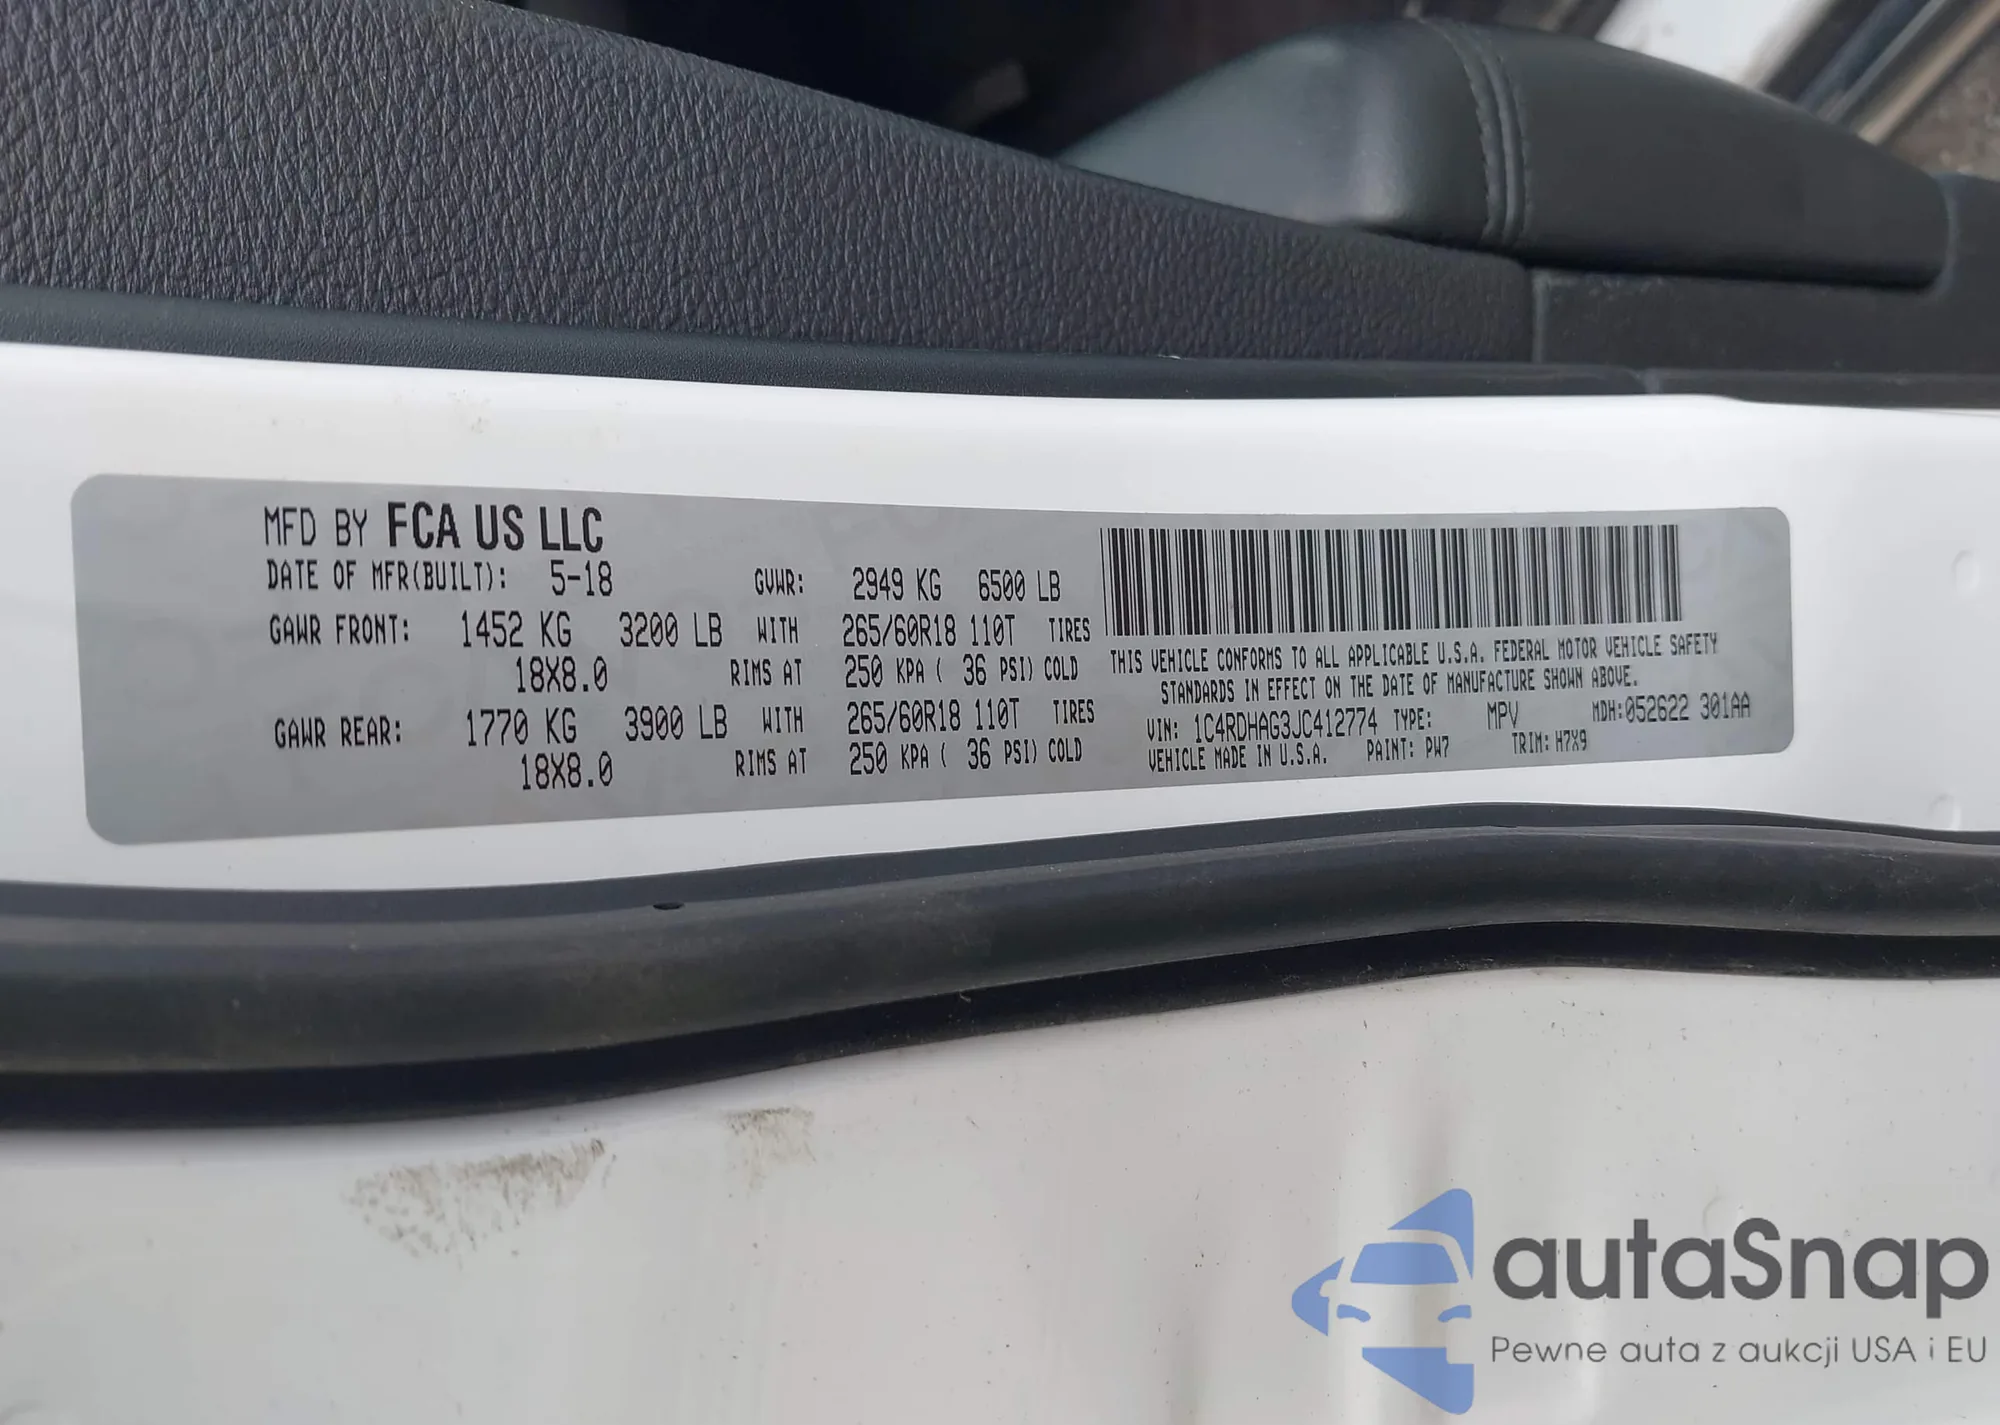 MFD BY FCA US LLC
DATE OF MFR(BUILT): 5-18 GVWR: 2949 KG 6500 LB
GAWR FRONT: 1452 KG 3200 LB WITH 265/60R18 110T TIRES
18X8.0 RIMS AT 250 KPA ( 36 PSI) COLD
GAWR REAR: 1770 KG 3900 LB WITH 265/60R18 110T TIRES
18X8.0 RIMS AT 250 KPA ( 36 PSI) COLD
THIS VEHICLE CONFORMS TO ALL APPLICABLE U.S.A. FEDERAL MOTOR VEHICLE SAFETY
STANDARDS IN EFFECT ON THE DATE OF MANUFACTURE SHOWN ABOVE.
VIN: 1C4RDHAG3JC412774 TYPE: MPV MDH:052622 301AA
VEHICLE MADE IN U.S.A. PAINT: PW7 TRIM: H7X9
autaSnap
Pewne auta z aukcji USA i EU